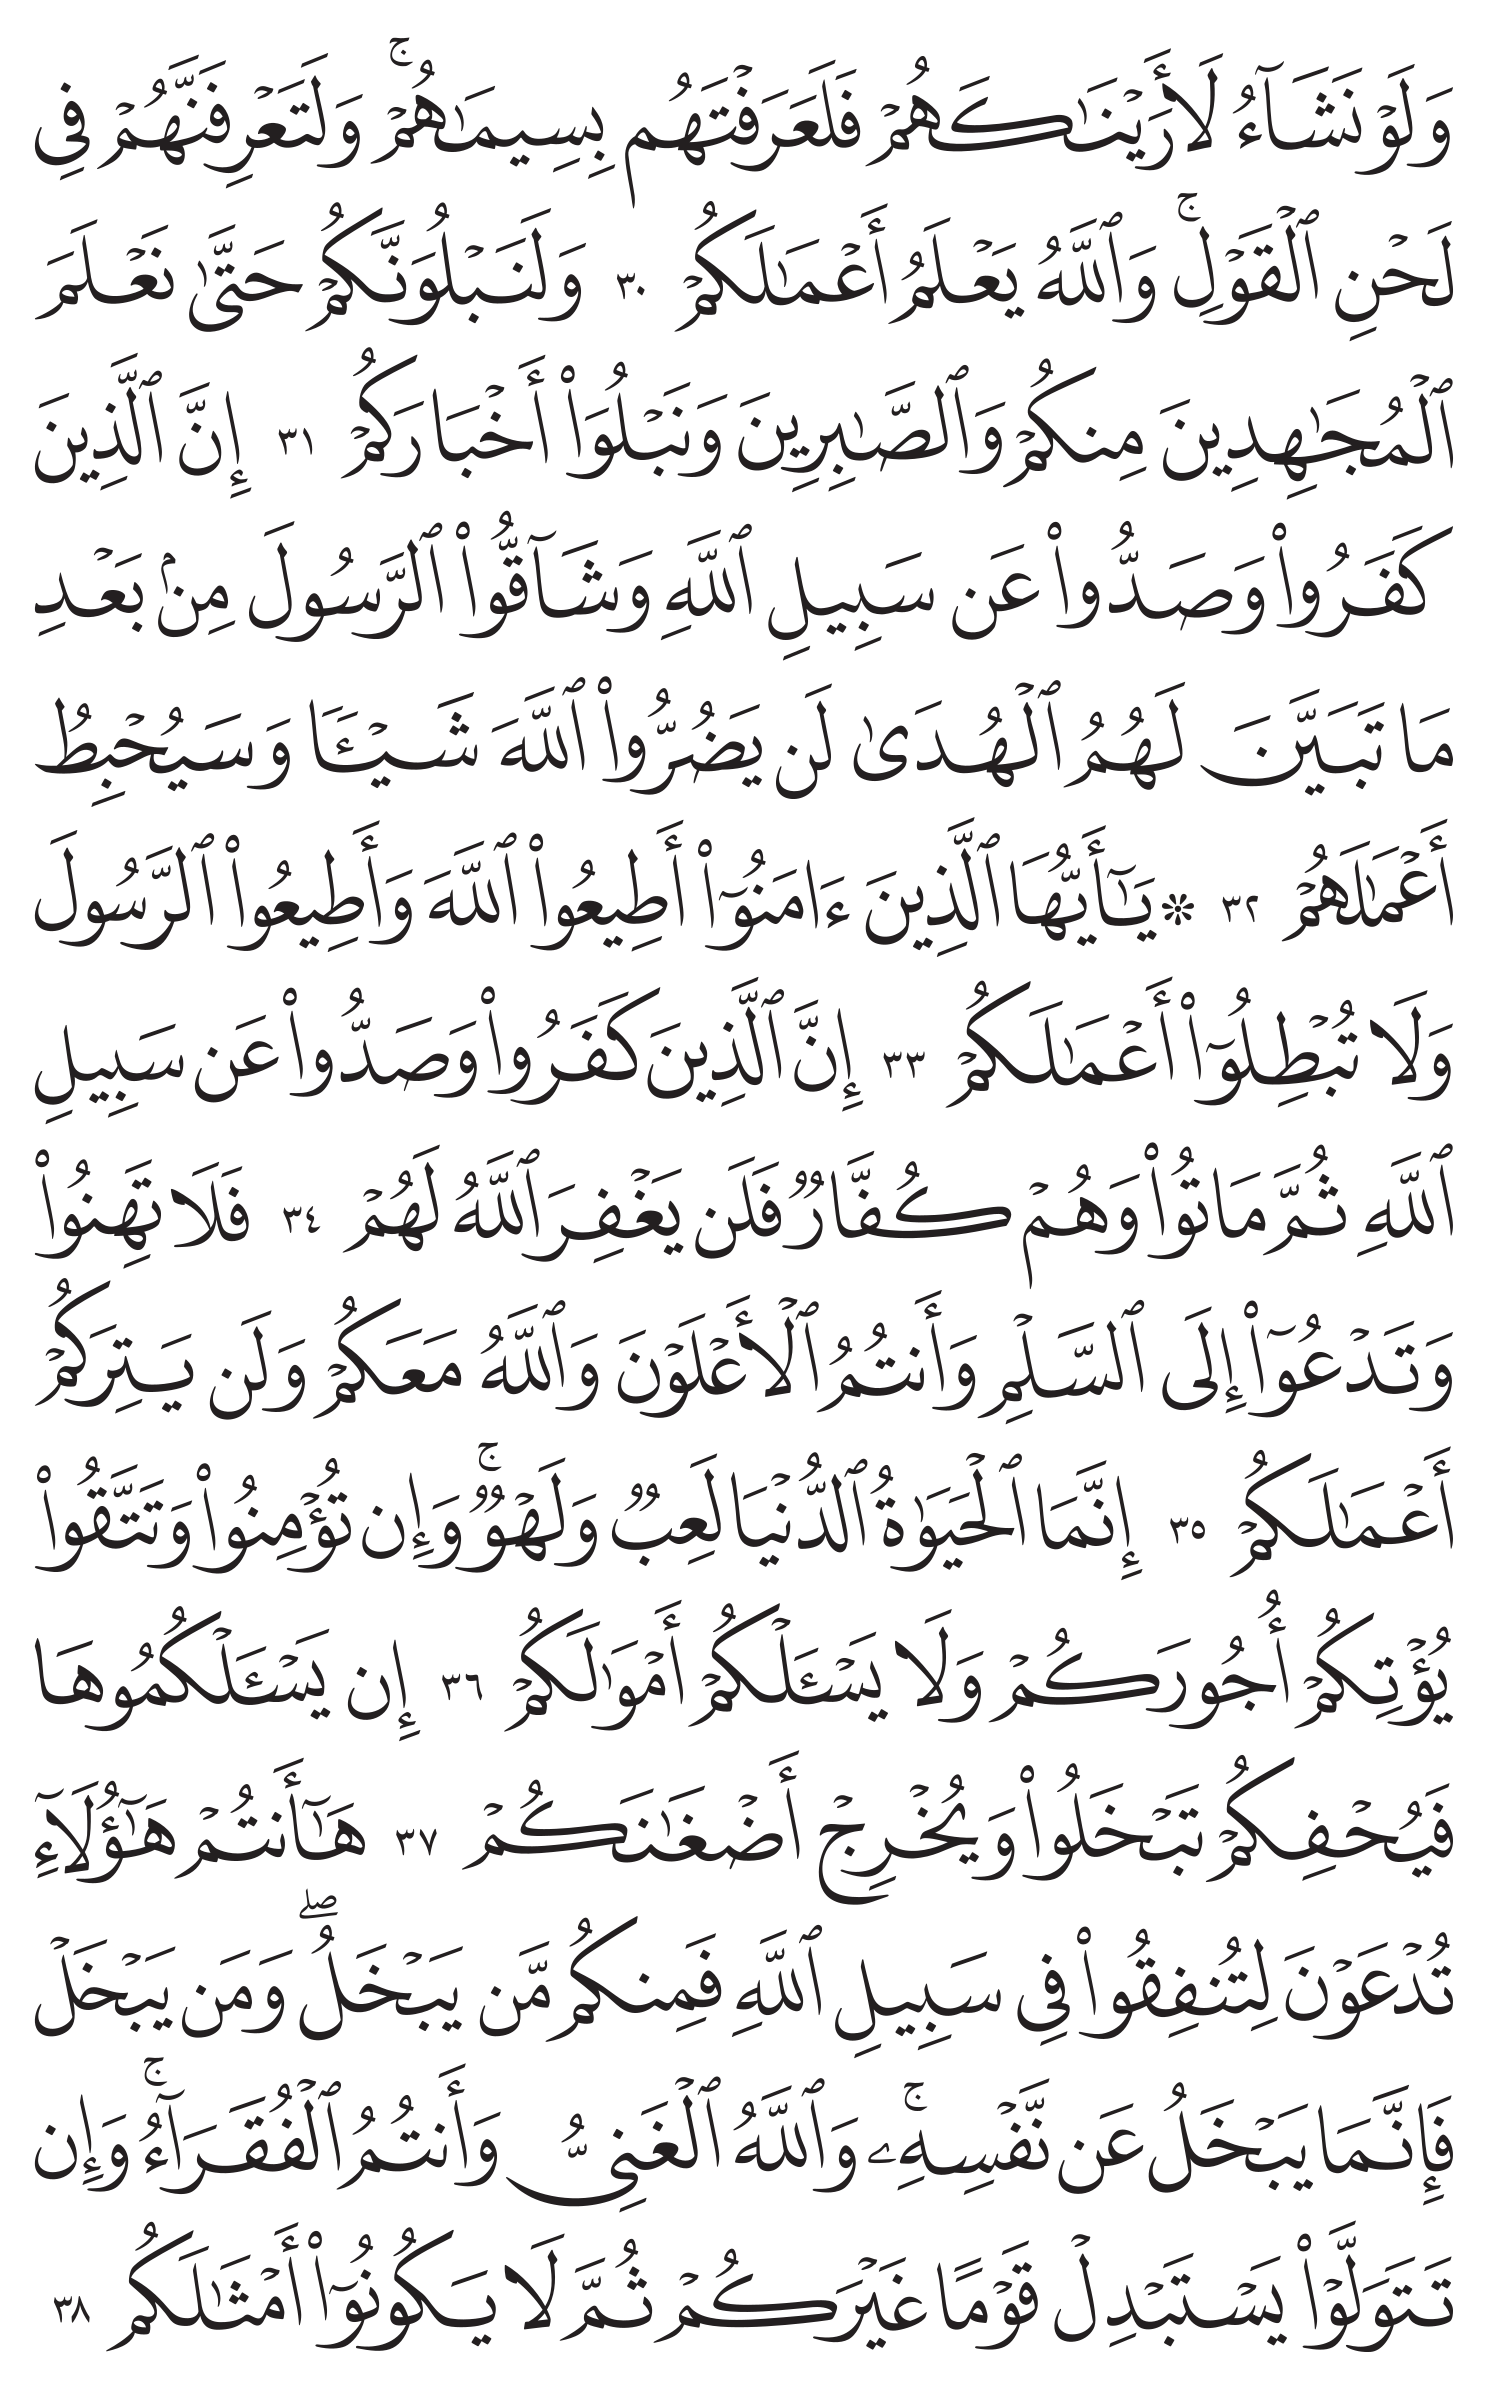 وَلَوْ نَشَآءُ لَأَرَيْنَٰكَهُمْ فَلَعَرَفْتَهُم بِسِيمَٰهُمْ ۚ وَلَتَعْرِفَنَّهُمْ فِى
لَحْنِ ٱلْقَوْلِ ۚ وَٱللَّهُ يَعْلَمُ أَعْمَٰلَكُمْ ٣٠ وَلَنَبْلُوَنَّكُمْ حَتَّىٰ نَعْلَمَ
ٱلْمُجَٰهِدِينَ مِنكُمْ وَٱلصَّٰبِرِينَ وَنَبْلُوَا۟ أَخْبَارَكُمْ ٣١ إِنَّ ٱلَّذِينَ
كَفَرُوا۟ وَصَدُّوا۟ عَن سَبِيلِ ٱللَّهِ وَشَآقُّوا۟ ٱلرَّسُولَ مِنۢ بَعْدِ
مَا تَبَيَّنَ لَهُمُ ٱلْهُدَىٰ لَن يَضُرُّوا۟ ٱللَّهَ شَيْـًٔا وَسَيُحْبِطُ
أَعْمَٰلَهُمْ ٣٢ ۞ يَٰٓأَيُّهَا ٱلَّذِينَ ءَامَنُوٓا۟ أَطِيعُوا۟ ٱللَّهَ وَأَطِيعُوا۟ ٱلرَّسُولَ
وَلَا تُبْطِلُوٓا۟ أَعْمَٰلَكُمْ ٣٣ إِنَّ ٱلَّذِينَ كَفَرُوا۟ وَصَدُّوا۟ عَن سَبِيلِ
ٱللَّهِ ثُمَّ مَاتُوا۟ وَهُمْ كُفَّارٌ فَلَن يَغْفِرَ ٱللَّهُ لَهُمْ ٣٤ فَلَا تَهِنُوا۟
وَتَدْعُوٓا۟ إِلَى ٱلسَّلْمِ وَأَنتُمُ ٱلْأَعْلَوْنَ وَٱللَّهُ مَعَكُمْ وَلَن يَتِرَكُمْ
أَعْمَٰلَكُمْ ٣٥ إِنَّمَا ٱلْحَيَوٰةُ ٱلدُّنْيَا لَعِبٌ وَلَهْوٌ ۚ وَإِن تُؤْمِنُوا۟ وَتَتَّقُوا۟
يُؤْتِكُمْ أُجُورَكُمْ وَلَا يَسْـَٔلْكُمْ أَمْوَٰلَكُمْ ٣٦ إِن يَسْـَٔلْكُمُوهَا
فَيُحْفِكُمْ تَبْخَلُوا۟ وَيُخْرِجْ أَضْغَٰنَكُمْ ٣٧ هَٰٓأَنتُمْ هَٰٓؤُلَآءِ
تُدْعَوْنَ لِتُنفِقُوا۟ فِى سَبِيلِ ٱللَّهِ فَمِنكُم مَّن يَبْخَلُ ۖ وَمَن يَبْخَلْ
فَإِنَّمَا يَبْخَلُ عَن نَّفْسِهِۦ ۚ وَٱللَّهُ ٱلْغَنِىُّ وَأَنتُمُ ٱلْفُقَرَآءُ ۚ وَإِن
تَتَوَلَّوْا۟ يَسْتَبْدِلْ قَوْمًا غَيْرَكُمْ ثُمَّ لَا يَكُونُوٓا۟ أَمْثَٰلَكُم ٣٨